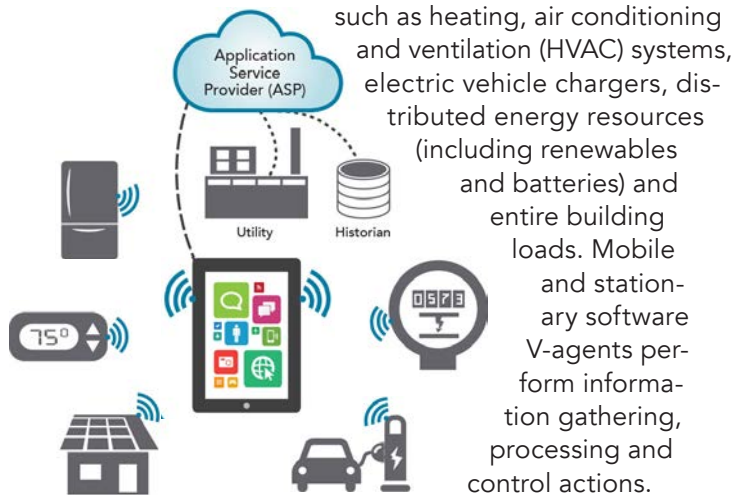 such as heating, air conditioning
and ventilation (HVAC) systems,
electric vehicle chargers, dis-
tributed energy resources
(including renewables
and batteries) and
entire building
loads. Mobile
and station-
ary software
V-agents per-
form informa-
tion gathering,
processing and
control actions.
Application
Service
Provider (ASP)
Utility
Historian
75°
0573